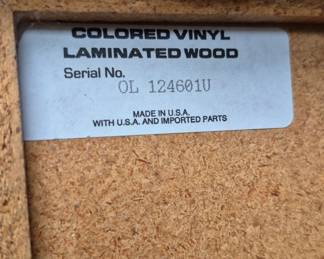 COLORED VINYL
LAMINATED WOOD
Serial No.
OL 124601U
MADE IN U.S.A.
WITH U.S.A. AND IMPORTED PARTS